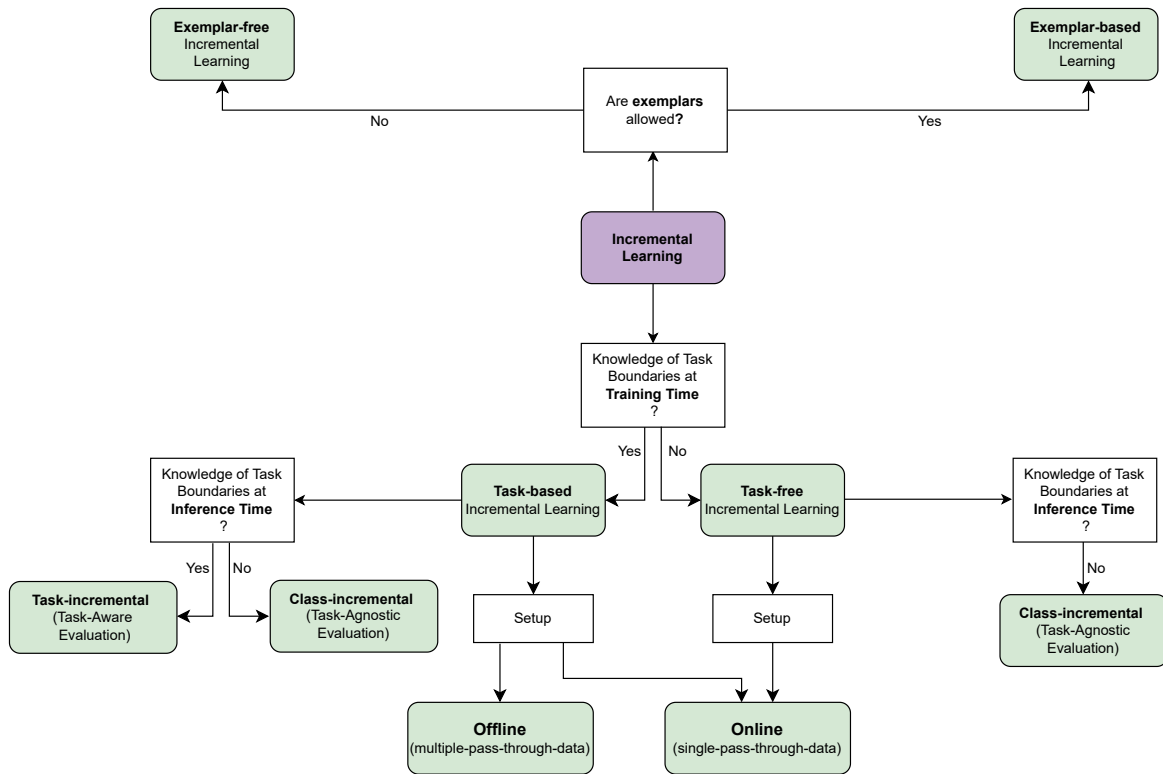 Exemplar-free
Incremental
Learning
Exemplar-based
Incremental
Learning
Are exemplars
allowed?
No
Yes
Incremental
Learning
Knowledge of Task
Boundaries at
Training Time
?
Yes
No
Knowledge of Task
Boundaries at
Inference Time
?
Task-based
Incremental Learning
Task-free
Incremental Learning
Knowledge of Task
Boundaries at
Inference Time
?
Yes
No
No
Task-incremental
(Task-Aware
Evaluation)
Class-incremental
(Task-Agnostic
Evaluation)
Setup
Setup
Class-incremental
(Task-Agnostic
Evaluation)
Offline
(multiple-pass-through-data)
Online
(single-pass-through-data)